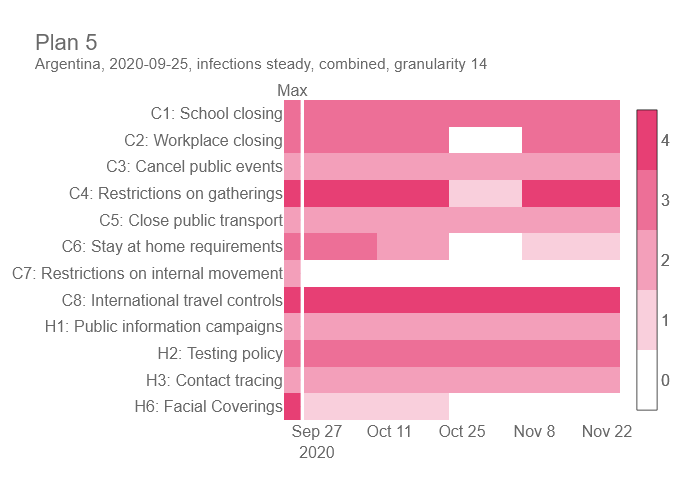 Plan 5
Argentina, 2020-09-25, infections steady, combined, granularity 14
Max
C1: School closing
C2: Workplace closing
C3: Cancel public events
C4: Restrictions on gatherings
C5: Close public transport
C6: Stay at home requirements
C7: Restrictions on internal movement
C8: International travel controls
H1: Public information campaigns
H2: Testing policy
H3: Contact tracing
H6: Facial Coverings
Sep 27 Oct 11 Oct 25 Nov 8 Nov 22
2020
4
3
2
1
0